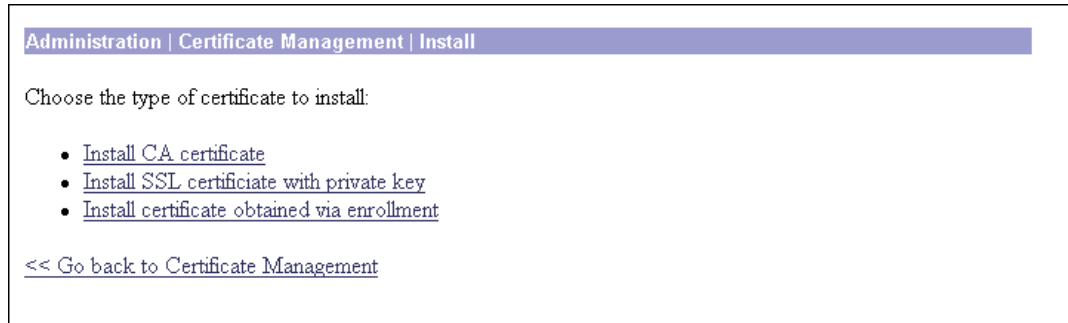 Administration | Certificate Management | Install
Choose the type of certificate to install:
• Install CA certificate
• Install SSL certificiate with private key
• Install certificate obtained via enrollment
<< Go back to Certificate Management